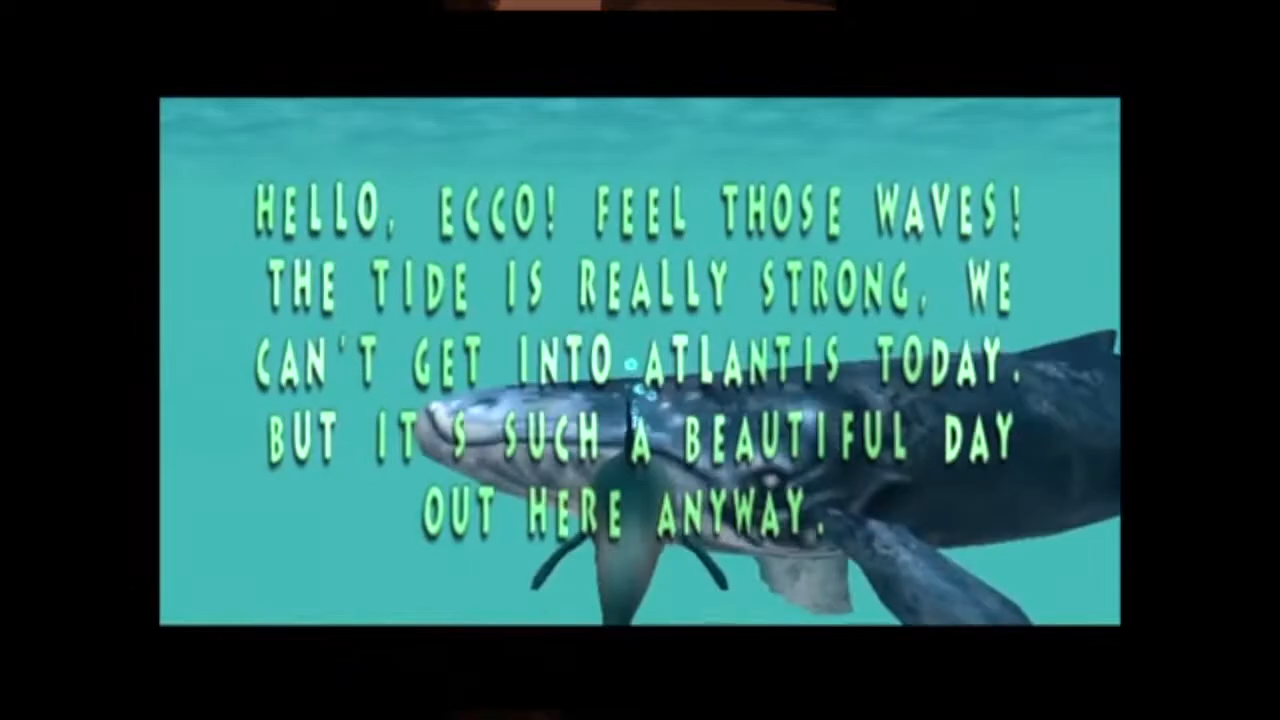 HELLO, ECCO! FEEL THOSE WAVES!
THE TIDE IS REALLY STRONG, WE
CAN'T GET INTO ATLANTIS TODAY.
BUT IT'S SUCH A BEAUTIFUL DAY
OUT HERE ANYWAY.